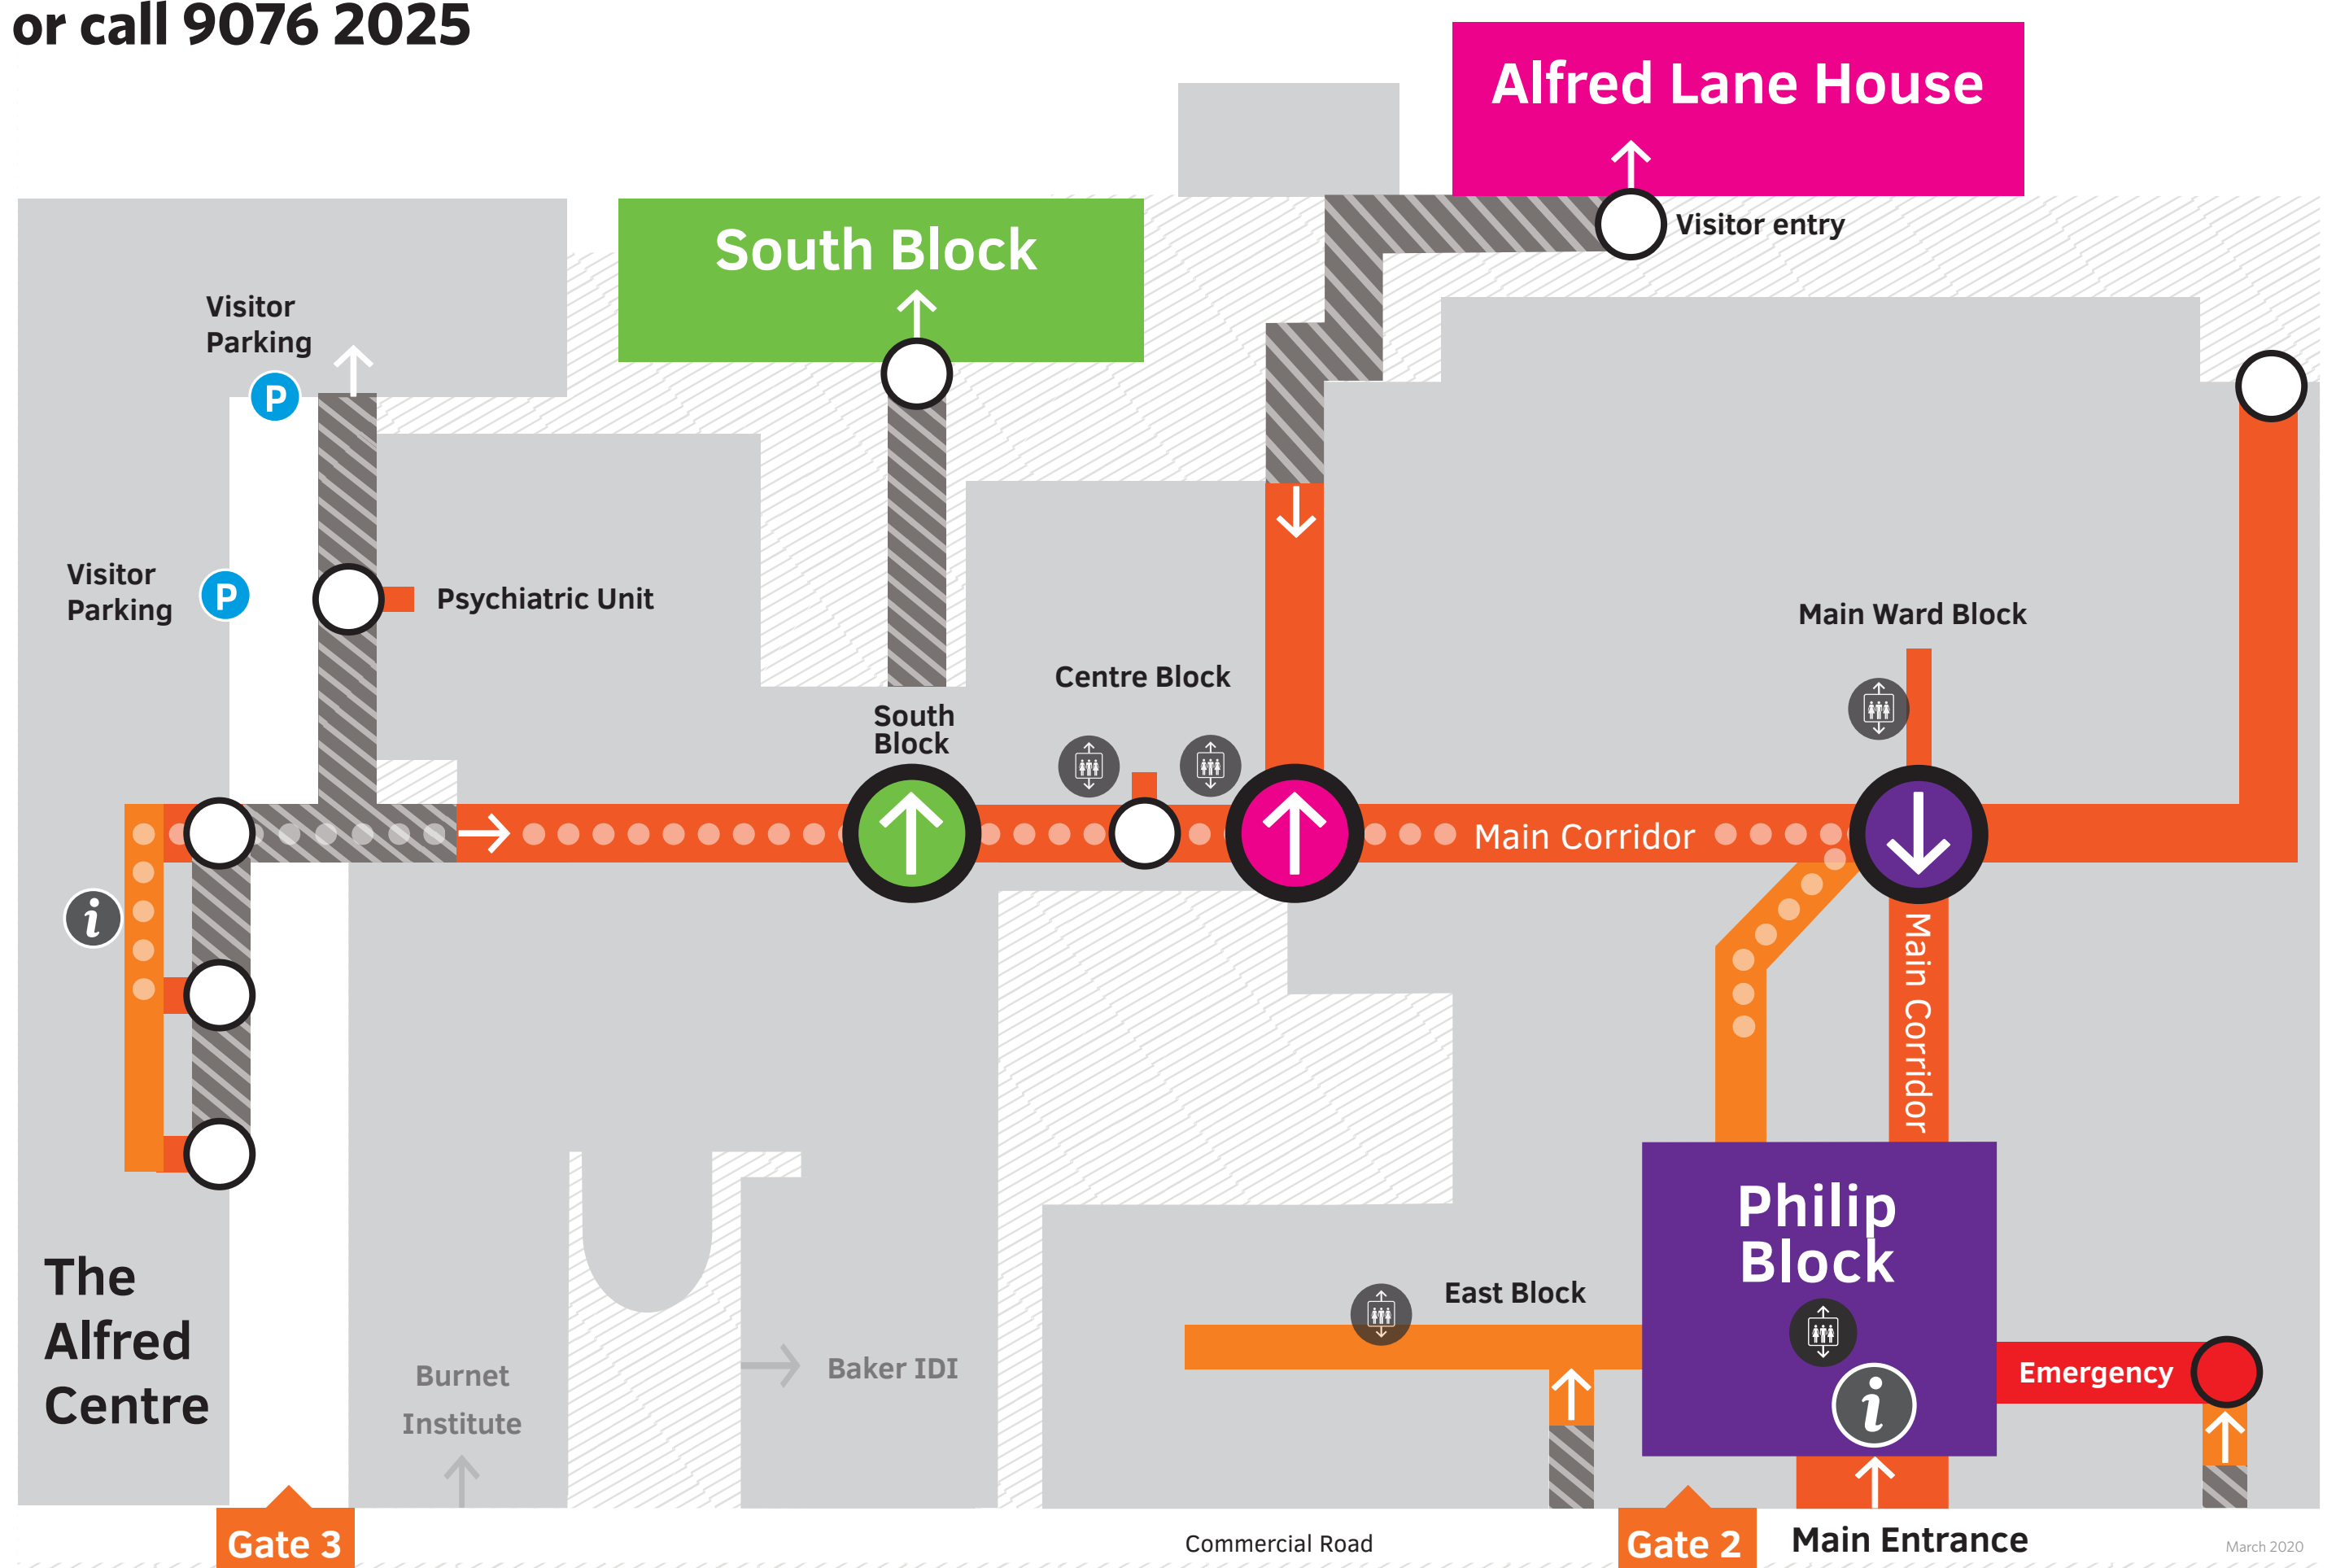 or call 9076 2025
Alfred Lane House
Visitor entry
South Block
Visitor
Parking
P
Visitor
Parking
P
Psychiatric Unit
Main Ward Block
Centre Block
South
Block
Main Corridor
Main Corridor
i
Philip
Block
i
East Block
Emergency
The
Alfred
Centre
Burnet
Institute
Baker IDI
Gate 3
Commercial Road
Gate 2
Main Entrance
March 2020